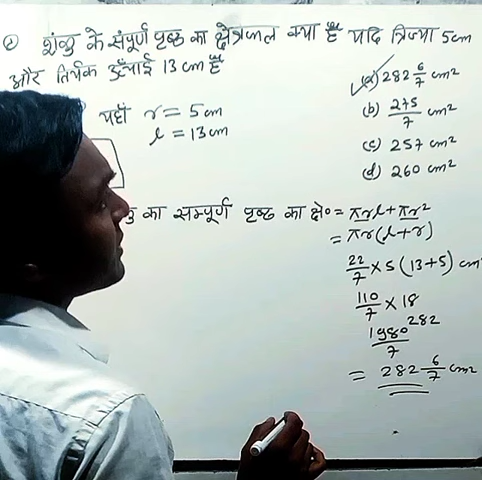 शंकु के संपूर्ण पृष्ठ का क्षेत्रफल क्या है यदि त्रिज्या 5cm
और तिर्यक ऊँचाई 13 cm है
(a) 282 6/7 cm²
(b) 275/7 cm²
(c) 257 cm²
(d) 260 cm²
यहाँ r = 5cm
l = 13cm
का सम्पूर्ण पृष्ठ का क्षे० = πrl + πr²
= πr(l+r)
22/7 × 5 (13+5) cm
110/7 × 18
1980/7 282
= 282 6/7 cm²